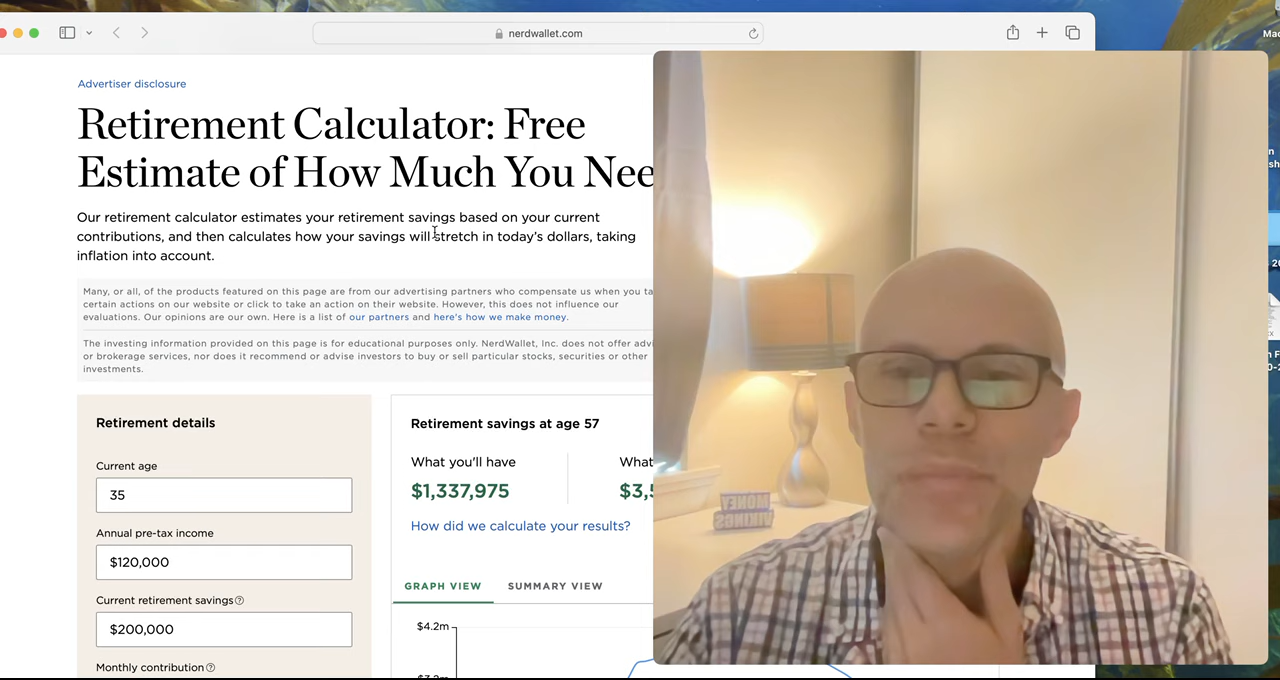 nerdwallet.com
Mac
Advertiser disclosure
Retirement Calculator: Free
Estimate of How Much You Nee
Our retirement calculator estimates your retirement savings based on your current
contributions, and then calculates how your savings will stretch in today's dollars, taking
inflation into account.
Many, or all, of the products featured on this page are from our advertising partners who compensate us when you ta
certain actions on our website or click to take an action on their website. However, this does not influence our
evaluations. Our opinions are our own. Here is a list of our partners and here's how we make money.
The investing information provided on this page is for educational purposes only. NerdWallet, Inc. does not offer advi
or brokerage services, nor does it recommend or advise investors to buy or sell particular stocks, securities or other
investments.
Retirement details
Current age
35
Annual pre-tax income
$120,000
Current retirement savings
$200,000
Monthly contribution
Retirement savings at age 57
What you'll have
$1,337,975
What
$3,5
How did we calculate your results?
GRAPH VIEW
SUMMARY VIEW
$4.2m
MONEY
VIKINGS